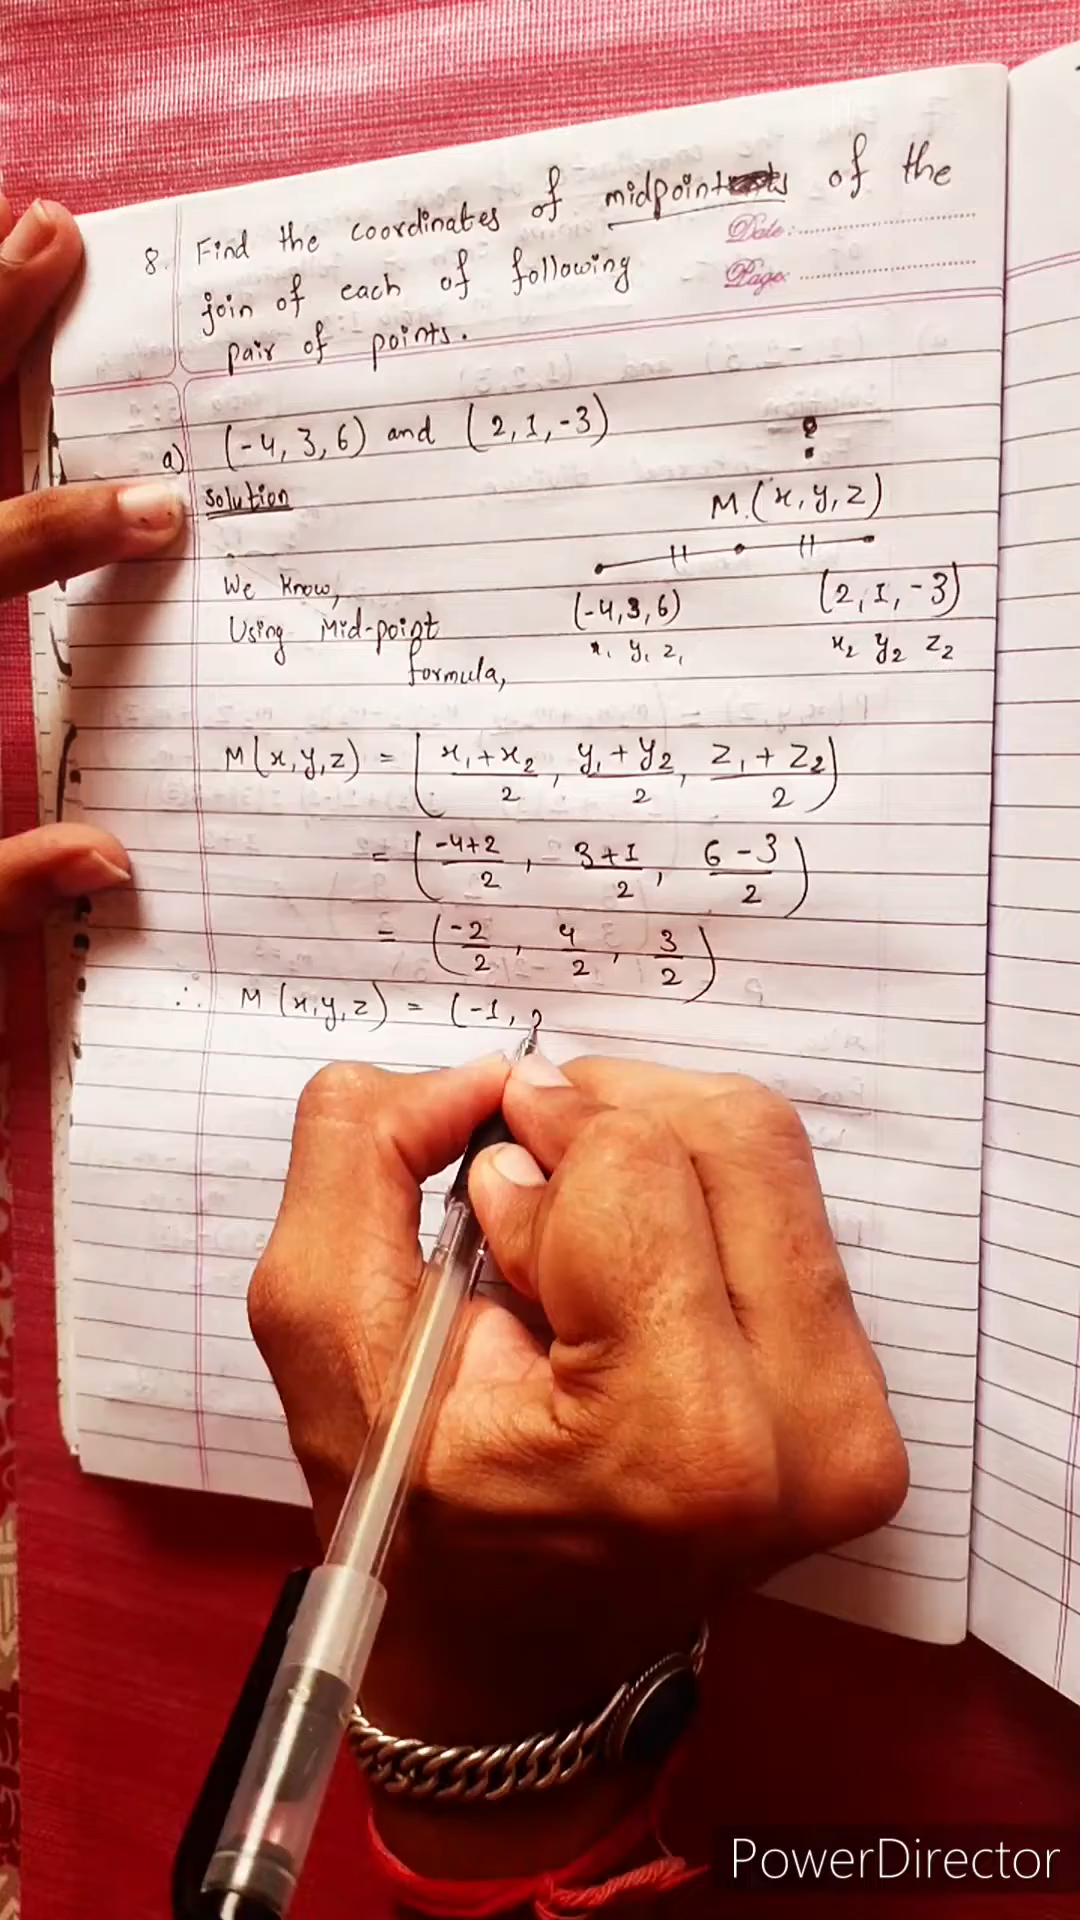 8. Find the coordinates of midpoint of the
Date:
join of each of following
Page:
pair of points.
a) (-4, 3, 6) and (2, 1, -3)
?
Solution
M (x, y, z)
We know,
(-4, 3, 6) (2, 1, -3)
Using Mid-point
x₁ y₁ z₁ x₂ y₂ z₂
formula,
M(x, y, z) = (x₁+x₂/2, y₁+y₂/2, z₁+z₂/2)
= (-4+2/2, 3+1/2, 6-3/2)
= (-2/2, 4/2, 3/2)
∴ M(x, y, z) = (-1,
PowerDirector